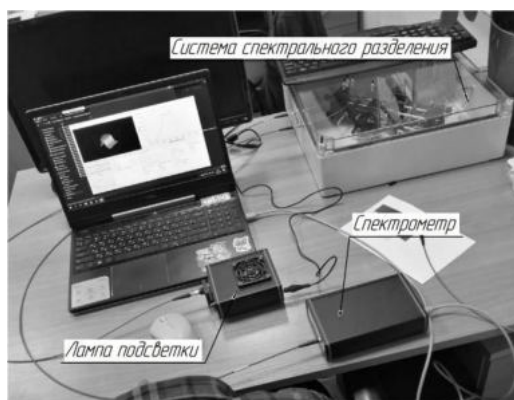 Система спектрального разделения
Спектрометр
Лампа подсветки